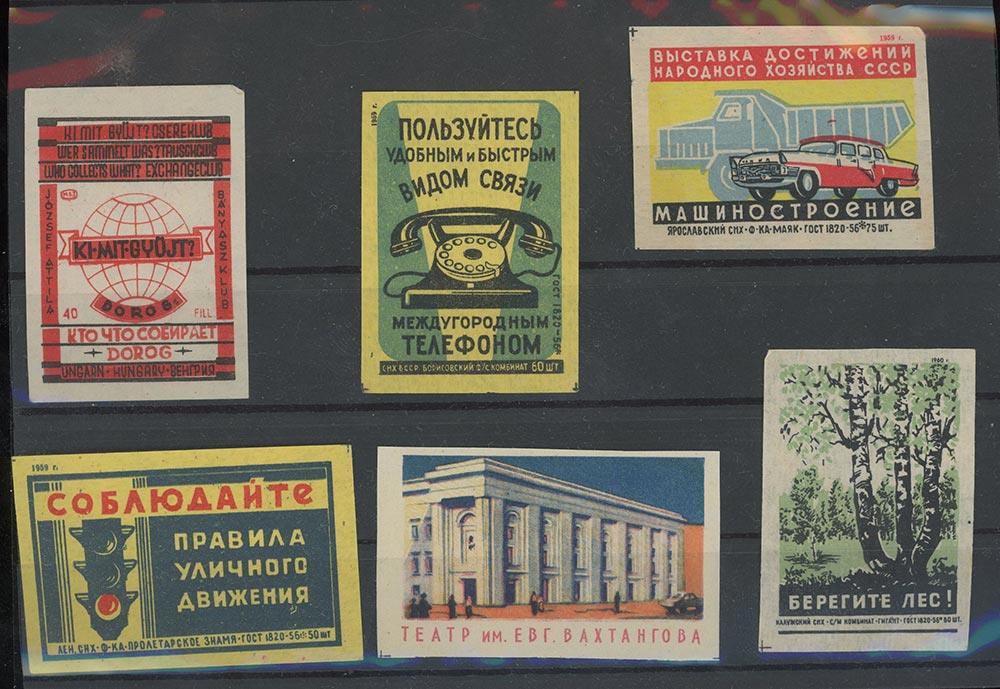 KI MIT GYÜJT? CSEREKLUB
WER SAMMELT WAS? TAUSCHCLUB
WHO COLLECTS WHAT? EXCHANGECLUB
JÓZSEF ATTILA
BÁNYÁSZ KLUB
KI·MIT·GYÜJT?
DOROG
40 FILL
КТО ЧТО СОБИРАЕТ
DOROG
UNGARN · HUNGARY · ВЕНГРИЯ
1959 г.
ПОЛЬЗУЙТЕСЬ
УДОБНЫМ и БЫСТРЫМ
ВИДОМ СВЯЗИ
МЕЖДУГОРОДНЫМ
ТЕЛЕФОНОМ
ГОСТ 1820-56
СНХ БССР. БОРИСОВСКИЙ Ф/С КОМБИНАТ 60 ШТ
1959 г.
ВЫСТАВКА ДОСТИЖЕНИЙ
НАРОДНОГО ХОЗЯЙСТВА СССР
МАШИНОСТРОЕНИЕ
ЯРОСЛАВСКИЙ СНХ·Ф-КА·МАЯК·ГОСТ 1820-56*75 ШТ.
1959 г.
СОБЛЮДАЙТЕ
ПРАВИЛА
УЛИЧНОГО
ДВИЖЕНИЯ
ЛЕН. СНХ·Ф-КА·ПРОЛЕТАРСКОЕ ЗНАМЯ·ГОСТ·1820-56*50 ШТ
ТЕАТР ИМ. ЕВГ. ВАХТАНГОВА
1960 г.
БЕРЕГИТЕ ЛЕС!
КАЛУЖСКИЙ СНХ · С/М КОМБИНАТ · ГИГАНТ · ГОСТ 1820-56* 60 ШТ.